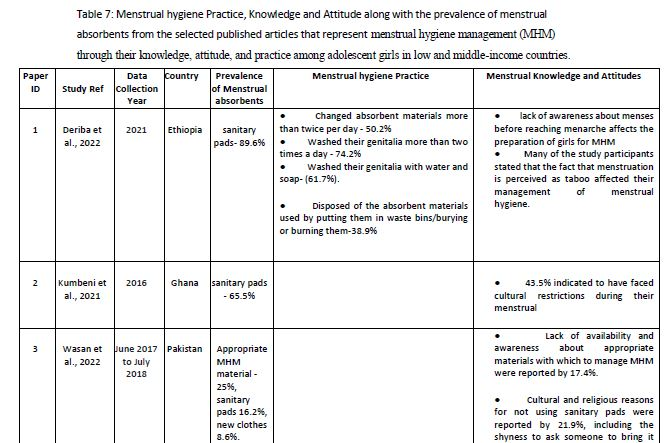 Table 7: Menstrual hygiene Practice, Knowledge and Attitude along with the prevalence of menstrual
absorbents from the selected published articles that represent menstrual hygiene management (MHM)
through their knowledge, attitude, and practice among adolescent girls in low and middle-income countries.
Paper ID
Study Ref
Data Collection Year
Country
Prevalence of Menstrual absorbents
Menstrual hygiene Practice
Menstrual Knowledge and Attitudes
1
Deriba et
al., 2022
2021
Ethiopia
sanitary
pads- 89.6%
● Changed absorbent materials more
than twice per day - 50.2%
● Washed their genitalia more than two
times a day - 74.2%
● Washed their genitalia with water and
soap- (61.7%).
● Disposed of the absorbent materials
used by putting them in waste bins/burying
or burning them-38.9%
● lack of awareness about menses
before reaching menarche affects the
preparation of girls for MHM
● Many of the study participants
stated that the fact that menstruation
is perceived as taboo affected their
management of menstrual
hygiene.
2
Kumbeni et
al., 2021
2016
Ghana
sanitary pads
- 65.5%
● 43.5% indicated to have faced
cultural restrictions during their
menstrual
3
Wasan et
al., 2022
June 2017
to July
2018
Pakistan
Appropriate
MHM
material -
25%,
sanitary
pads 16.2%,
new clothes
8.6%.
● Lack of availability and
awareness about appropriate
materials with which to manage MHM
were reported by 17.4%.
● Cultural and religious reasons
for not using sanitary pads were
reported by 21.9%, including the
shyness to ask someone to bring it